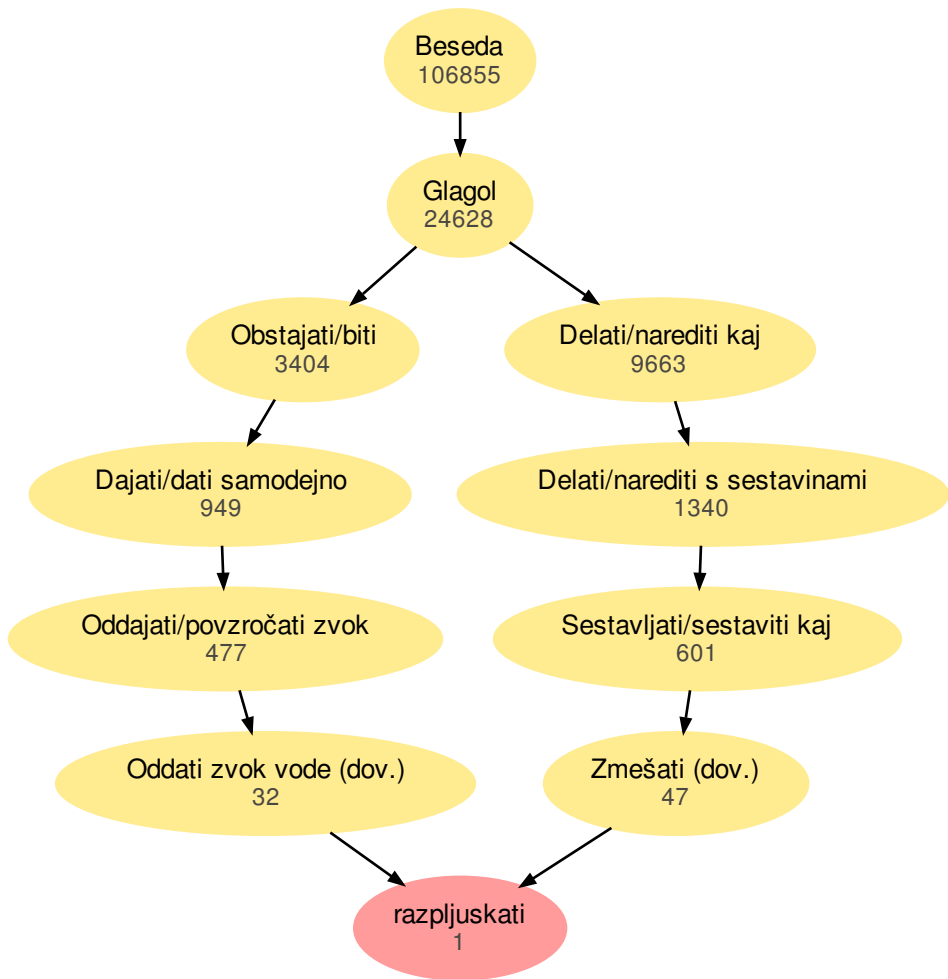 Beseda
106855
Glagol
24628
Obstajati/biti
3404
Delati/narediti kaj
9663
Dajati/dati samodejno
949
Delati/narediti s sestavinami
1340
Oddajati/povzročati zvok
477
Sestavljati/sestaviti kaj
601
Oddati zvok vode (dov.)
32
Zmešati (dov.)
47
razpljuskati
1